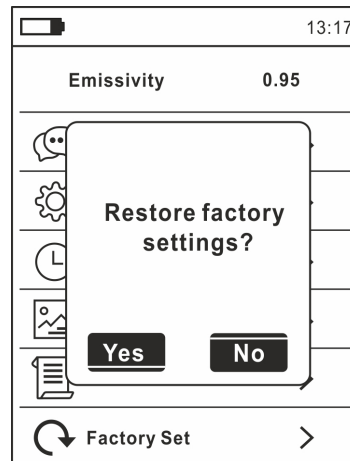 13:17
Emissivity 0.95
Restore factory
settings?
Yes No
Factory Set